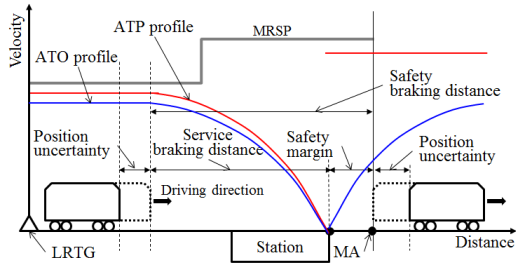 Velocity
ATP profile
MRSP
ATO profile
Safety
braking distance
Position
uncertainty
Service
braking distance
Safety
margin
Position
uncertainty
Driving direction
LRTG
Station
MA
Distance